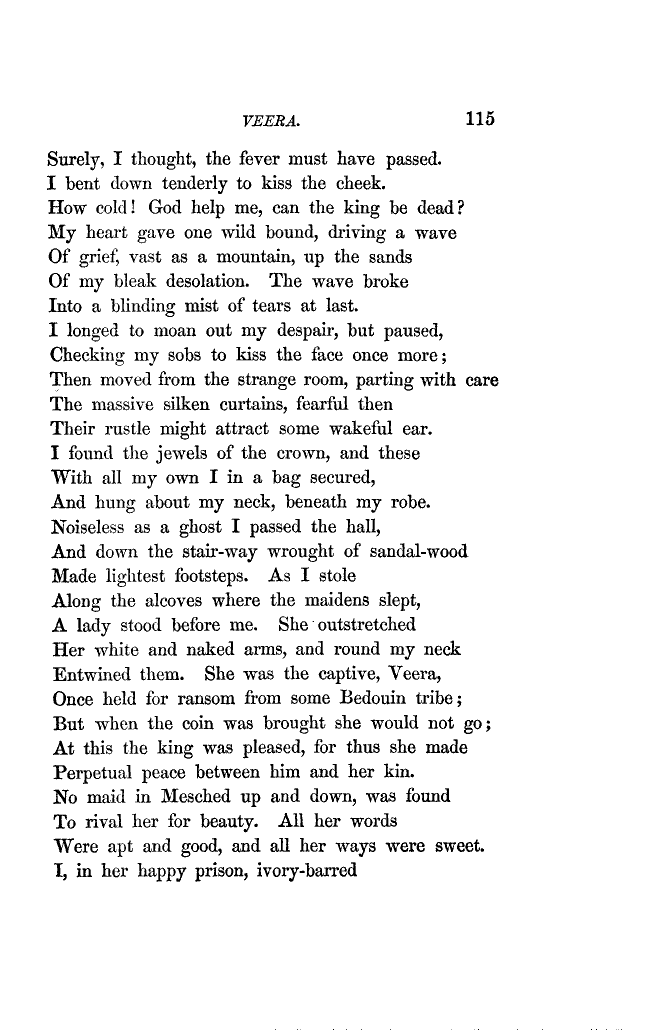 VEERA. 115
Surely, I thought, the fever must have passed.
I bent down tenderly to kiss the cheek.
How cold! God help me, can the king be dead?
My heart gave one wild bound, driving a wave
Of grief, vast as a mountain, up the sands
Of my bleak desolation. The wave broke
Into a blinding mist of tears at last.
I longed to moan out my despair, but paused,
Checking my sobs to kiss the face once more;
Then moved from the strange room, parting with care
The massive silken curtains, fearful then
Their rustle might attract some wakeful ear.
I found the jewels of the crown, and these
With all my own I in a bag secured,
And hung about my neck, beneath my robe.
Noiseless as a ghost I passed the hall,
And down the stair-way wrought of sandal-wood
Made lightest footsteps. As I stole
Along the alcoves where the maidens slept,
A lady stood before me. She outstretched
Her white and naked arms, and round my neck
Entwined them. She was the captive, Veera,
Once held for ransom from some Bedouin tribe;
But when the coin was brought she would not go;
At this the king was pleased, for thus she made
Perpetual peace between him and her kin.
No maid in Mesched up and down, was found
To rival her for beauty. All her words
Were apt and good, and all her ways were sweet.
I, in her happy prison, ivory-barred